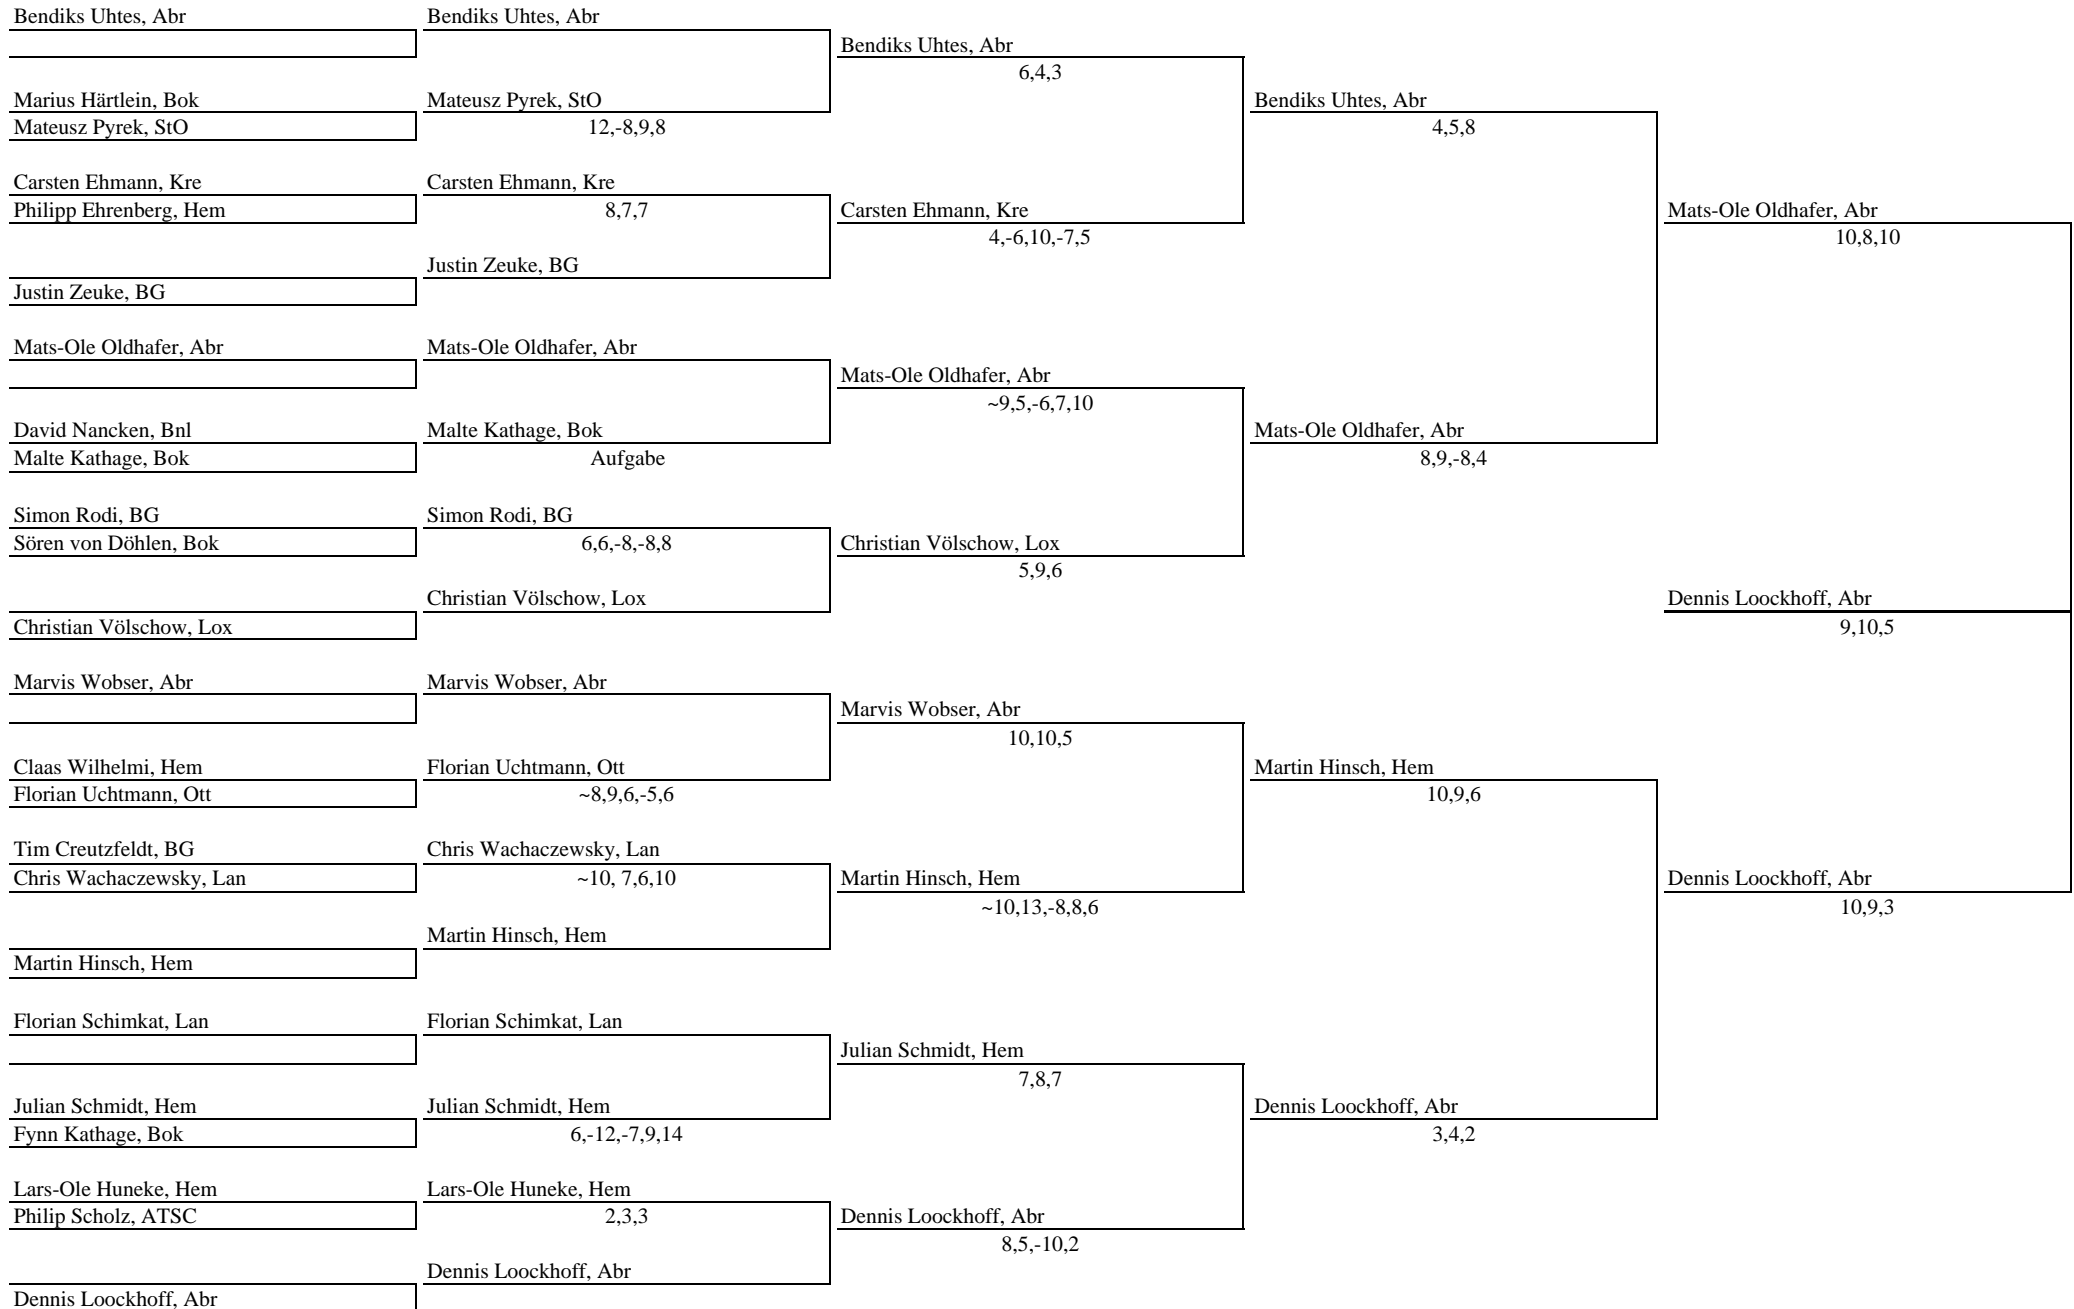 Bendiks Uhtes, Abr
Bendiks Uhtes, Abr
Bendiks Uhtes, Abr
6,4,3
Marius Härtlein, Bok
Mateusz Pyrek, StO
Bendiks Uhtes, Abr
Mateusz Pyrek, StO
12,-8,9,8
4,5,8
Carsten Ehmann, Kre
Carsten Ehmann, Kre
Philipp Ehrenberg, Hem
8,7,7
Carsten Ehmann, Kre
Mats-Ole Oldhafer, Abr
4,-6,10,-7,5
10,8,10
Justin Zeuke, BG
Justin Zeuke, BG
Mats-Ole Oldhafer, Abr
Mats-Ole Oldhafer, Abr
Mats-Ole Oldhafer, Abr
~9,5,-6,7,10
David Nancken, Bnl
Malte Kathage, Bok
Mats-Ole Oldhafer, Abr
Malte Kathage, Bok
Aufgabe
8,9,-8,4
Simon Rodi, BG
Simon Rodi, BG
Sören von Döhlen, Bok
6,6,-8,-8,8
Christian Völschow, Lox
5,9,6
Christian Völschow, Lox
Dennis Loockhoff, Abr
Christian Völschow, Lox
9,10,5
Marvis Wobser, Abr
Marvis Wobser, Abr
Marvis Wobser, Abr
10,10,5
Claas Wilhelmi, Hem
Florian Uchtmann, Ott
Martin Hinsch, Hem
Florian Uchtmann, Ott
~8,9,6,-5,6
10,9,6
Tim Creutzfeldt, BG
Chris Wachaczewsky, Lan
Chris Wachaczewsky, Lan
~10, 7,6,10
Martin Hinsch, Hem
Dennis Loockhoff, Abr
~10,13,-8,8,6
10,9,3
Martin Hinsch, Hem
Martin Hinsch, Hem
Florian Schimkat, Lan
Florian Schimkat, Lan
Julian Schmidt, Hem
7,8,7
Julian Schmidt, Hem
Julian Schmidt, Hem
Dennis Loockhoff, Abr
Fynn Kathage, Bok
6,-12,-7,9,14
3,4,2
Lars-Ole Huneke, Hem
Lars-Ole Huneke, Hem
Philip Scholz, ATSC
2,3,3
Dennis Loockhoff, Abr
8,5,-10,2
Dennis Loockhoff, Abr
Dennis Loockhoff, Abr